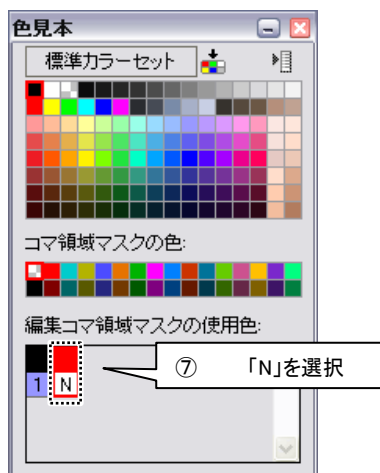 色見本
標準カラーセット
コマ領域マスクの色:
編集コマ領域マスクの使用色:
1 N
⑦ 「N」を選択